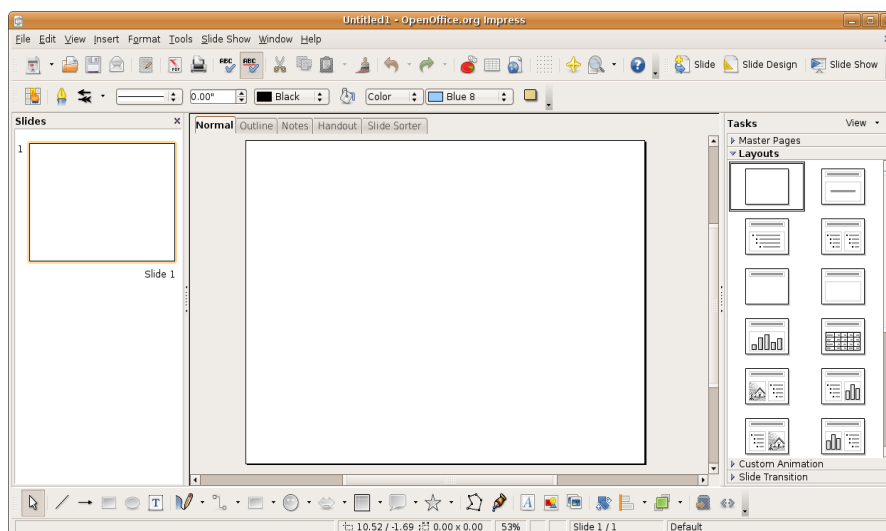 Untitled1 - OpenOffice.org Impress
File Edit View Insert Format Tools Slide Show Window Help
PDF ABC ABC Slide Slide Design Slide Show
0.00" Black Color Blue 8
Slides
Normal Outline Notes Handout Slide Sorter
Tasks View
1
Master Pages
Layouts
Slide 1
Custom Animation
Slide Transition
T A
10.52 / -1.69 0.00 x 0.00 53% Slide 1 / 1 Default